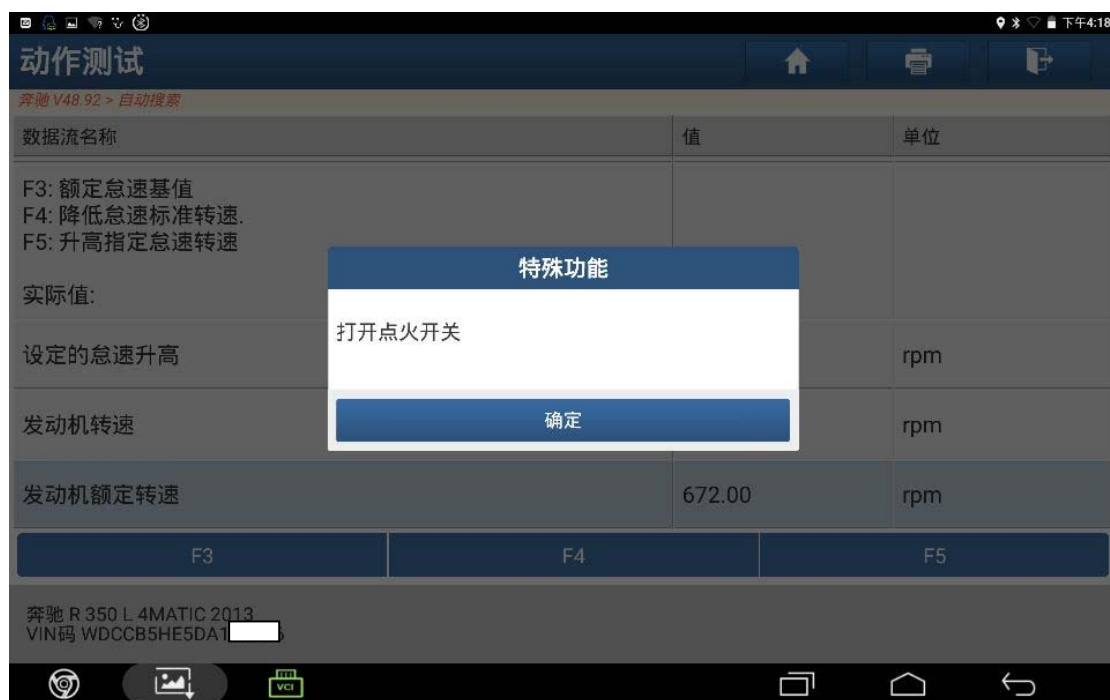 下午4:18
动作测试
奔驰 V48.92 > 自动搜索
数据流名称 值 单位
F3: 额定怠速基值
F4: 降低怠速标准转速.
F5: 升高指定怠速转速
实际值:
特殊功能
打开点火开关
确定
设定的怠速升高 rpm
发动机转速 rpm
发动机额定转速 672.00 rpm
F3 F4 F5
奔驰 R 350 L 4MATIC 2013
VIN码 WDCCB5HE5DA1
VCI